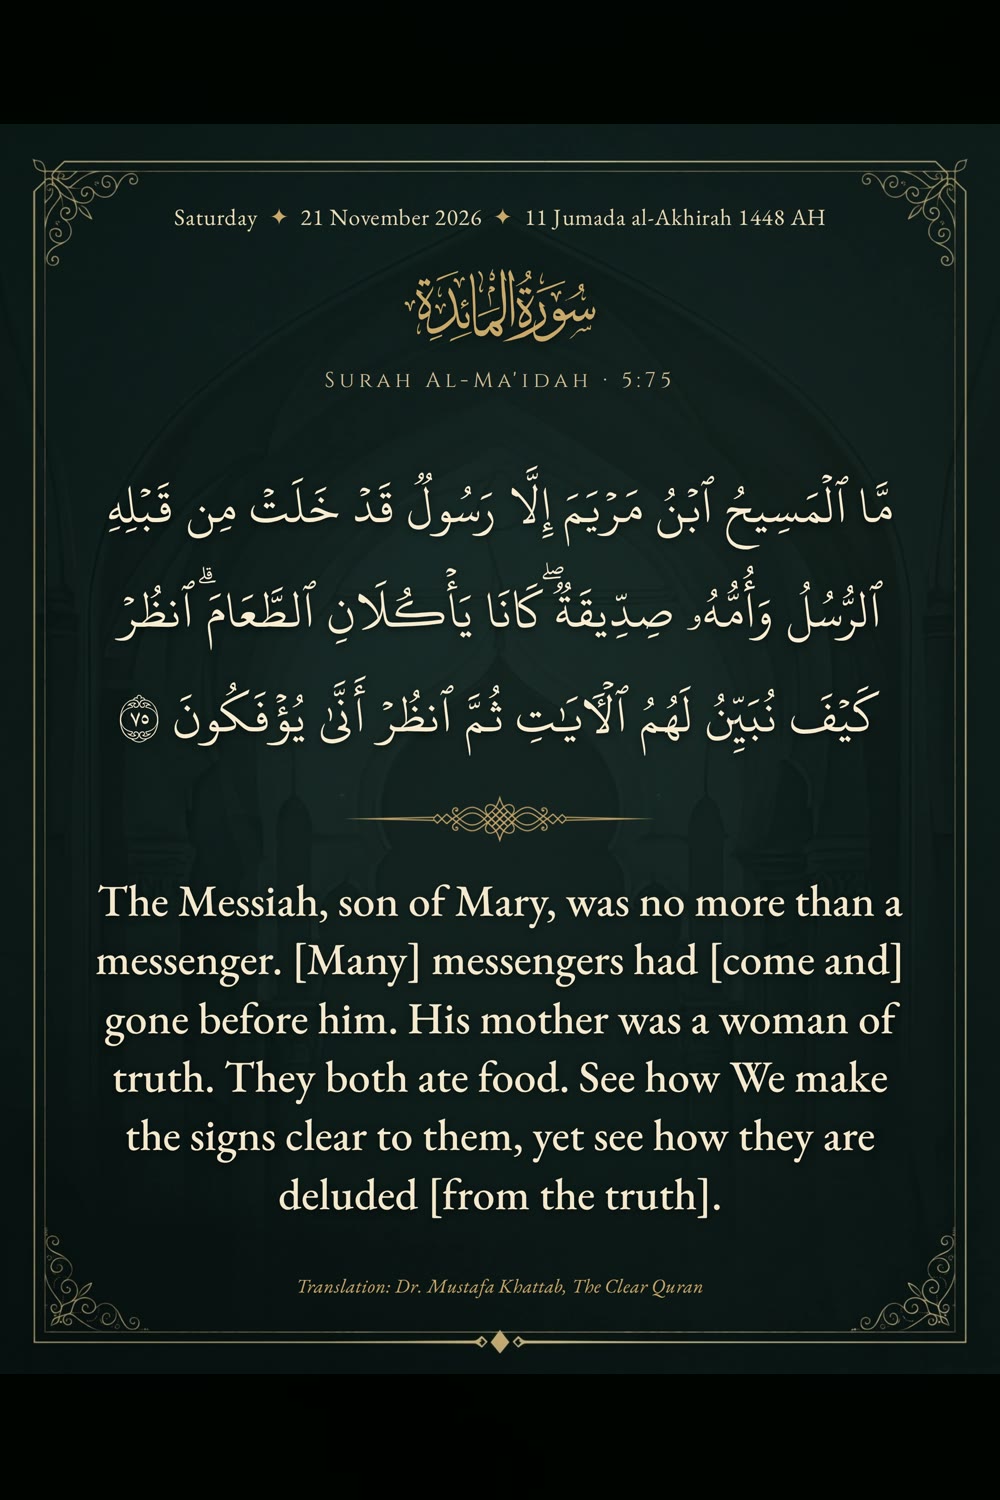 Saturday ✦ 21 November 2026 ✦ 11 Jumada al-Akhirah 1448 AH
سُورَةُ المَائِدَةِ
SURAH AL-MA'IDAH · 5:75
مَّا ٱلْمَسِيحُ ٱبْنُ مَرْيَمَ إِلَّا رَسُولٌ قَدْ خَلَتْ مِن قَبْلِهِ
ٱلرُّسُلُ وَأُمُّهُۥ صِدِّيقَةٌ ۖ كَانَا يَأْكُلَانِ ٱلطَّعَامَ ۗ ٱنظُرْ
كَيْفَ نُبَيِّنُ لَهُمُ ٱلْـَٔايَـٰتِ ثُمَّ ٱنظُرْ أَنَّىٰ يُؤْفَكُونَ ٧٥
The Messiah, son of Mary, was no more than a
messenger. [Many] messengers had [come and]
gone before him. His mother was a woman of
truth. They both ate food. See how We make
the signs clear to them, yet see how they are
deluded [from the truth].
Translation: Dr. Mustafa Khattab, The Clear Quran